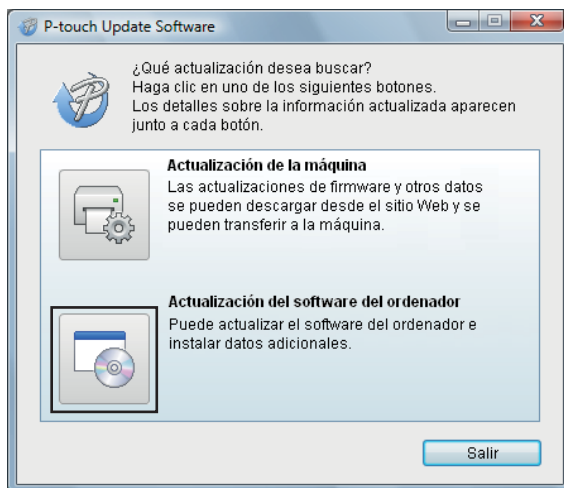 P-touch Update Software
¿Qué actualización desea buscar?
Haga clic en uno de los siguientes botones.
Los detalles sobre la información actualizada aparecen
junto a cada botón.
Actualización de la máquina
Las actualizaciones de firmware y otros datos
se pueden descargar desde el sitio Web y se
pueden transferir a la máquina.
Actualización del software del ordenador
Puede actualizar el software del ordenador e
instalar datos adicionales.
Salir